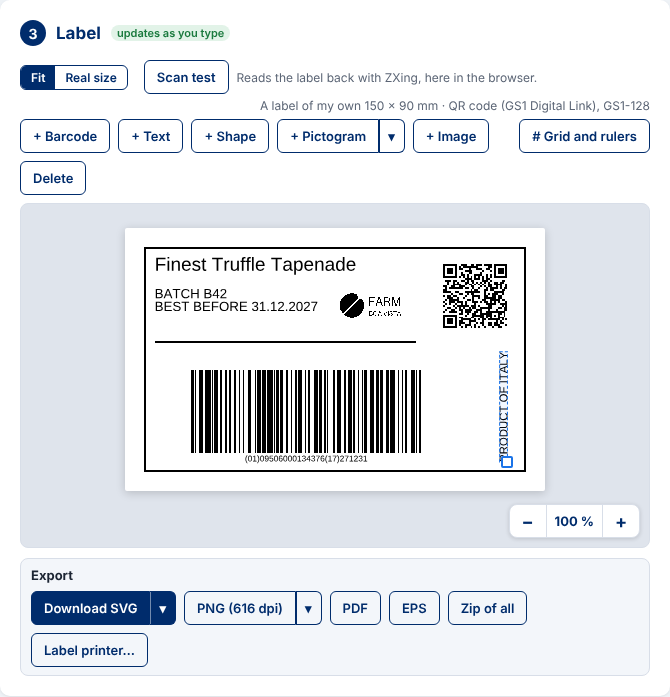 3 Label updates as you type
Fit Real size Scan test Reads the label back with ZXing, here in the browser.
A label of my own 150 × 90 mm · QR code (GS1 Digital Link), GS1-128
+ Barcode + Text + Shape + Pictogram ▾ + Image # Grid and rulers
Delete
Finest Truffle Tapenade
BATCH B42
BEST BEFORE 31.12.2027
FARM
PRODUCT OF ITALY
(01)09506000134376(17)271231
− 100 % +
Export
Download SVG ▾ PNG (616 dpi) ▾ PDF EPS Zip of all
Label printer...